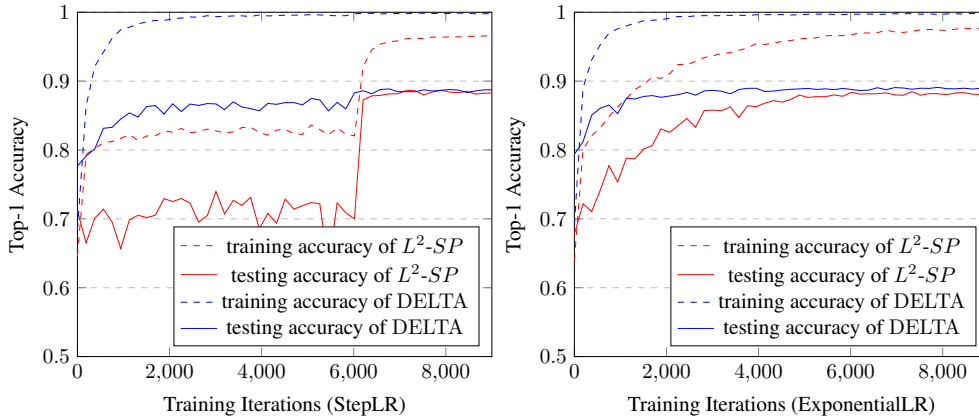 Top-1 Accuracy
1
0.9
0.8
0.7
0.6
0.5
0
2,000
4,000
6,000
8,000
Training Iterations (StepLR)
training accuracy of L²-SP
testing accuracy of L²-SP
training accuracy of DELTA
testing accuracy of DELTA
Top-1 Accuracy
1
0.9
0.8
0.7
0.6
0.5
0
2,000
4,000
6,000
8,000
Training Iterations (ExponentialLR)
training accuracy of L²-SP
testing accuracy of L²-SP
training accuracy of DELTA
testing accuracy of DELTA